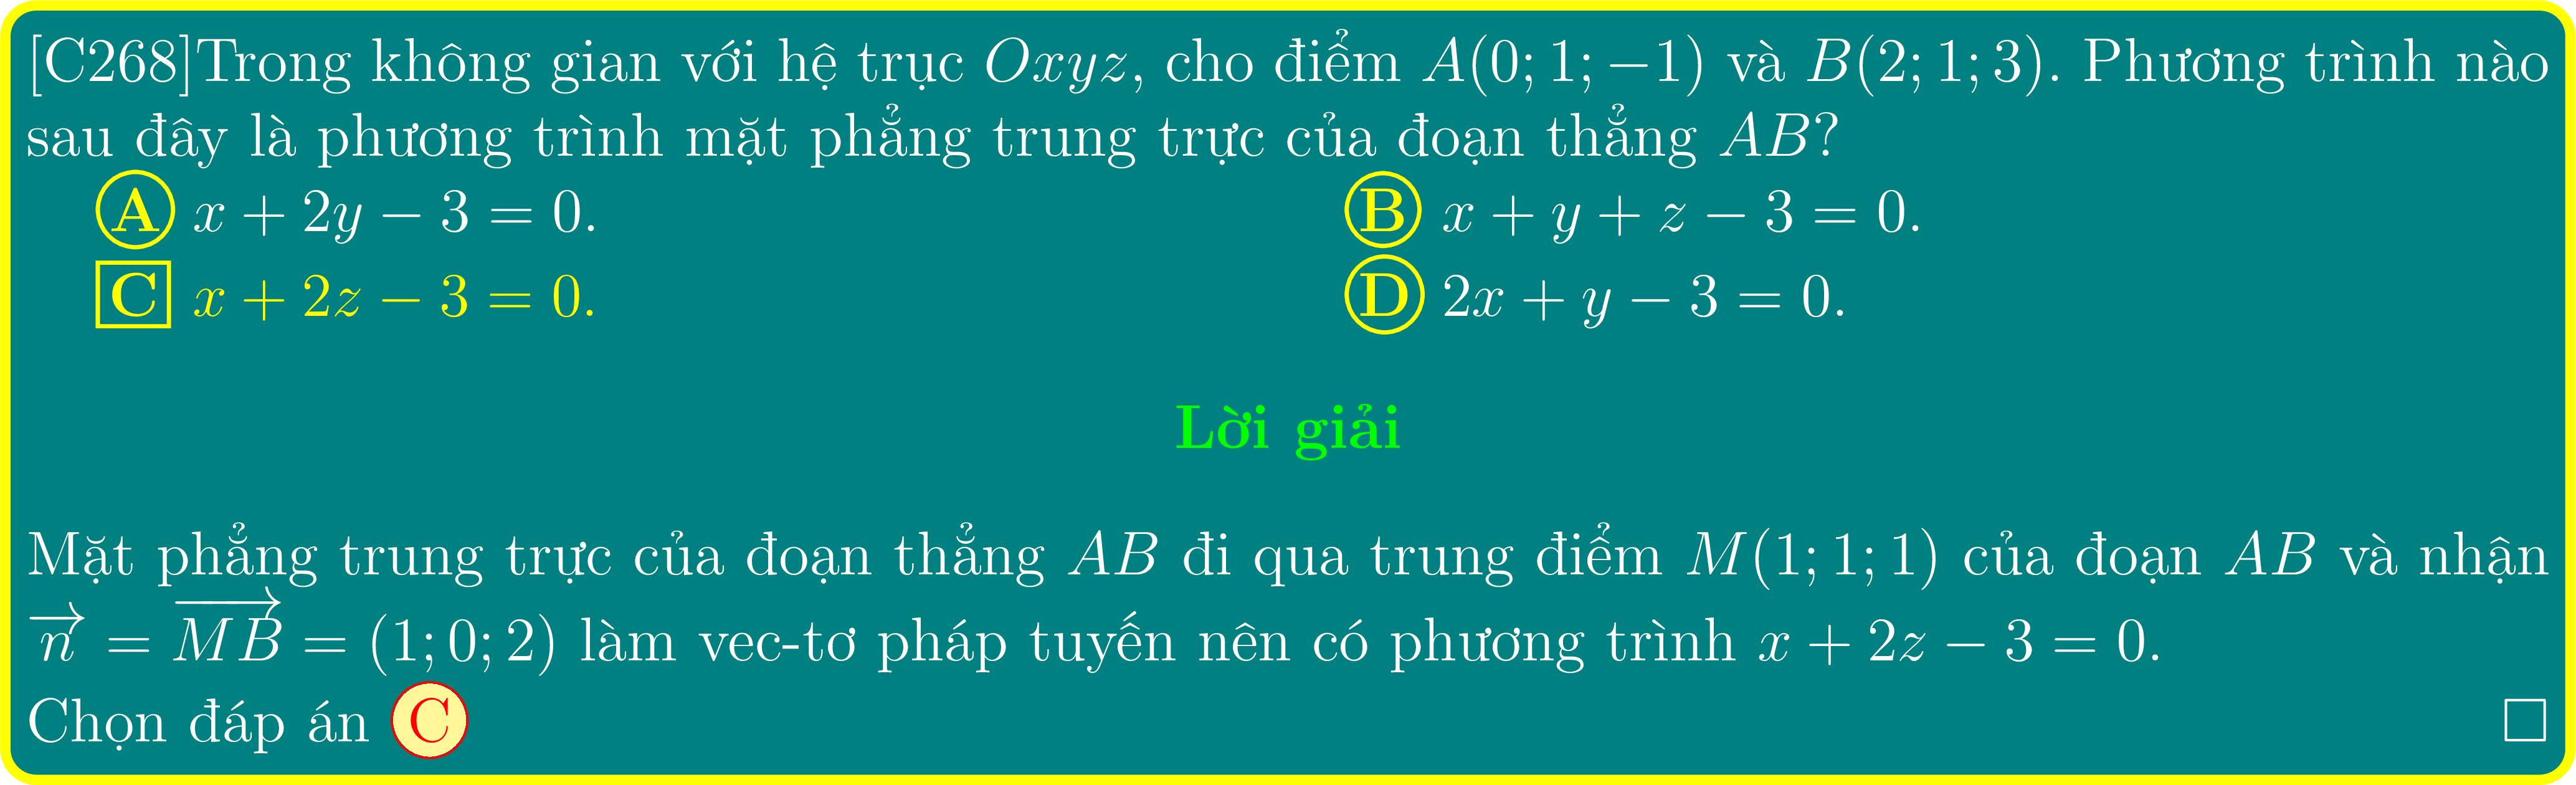 [C268]Trong không gian với hệ trục Oxyz, cho điểm A(0; 1; −1) và B(2; 1; 3). Phương trình nào
sau đây là phương trình mặt phẳng trung trực của đoạn thẳng AB?
A x + 2y − 3 = 0. B x + y + z − 3 = 0.
C x + 2z − 3 = 0. D 2x + y − 3 = 0.
Lời giải
Mặt phẳng trung trực của đoạn thẳng AB đi qua trung điểm M(1; 1; 1) của đoạn AB và nhận
$\overrightarrow{n} = \overrightarrow{MB}$ = (1; 0; 2) làm vec-tơ pháp tuyến nên có phương trình x + 2z − 3 = 0.
Chọn đáp án C □